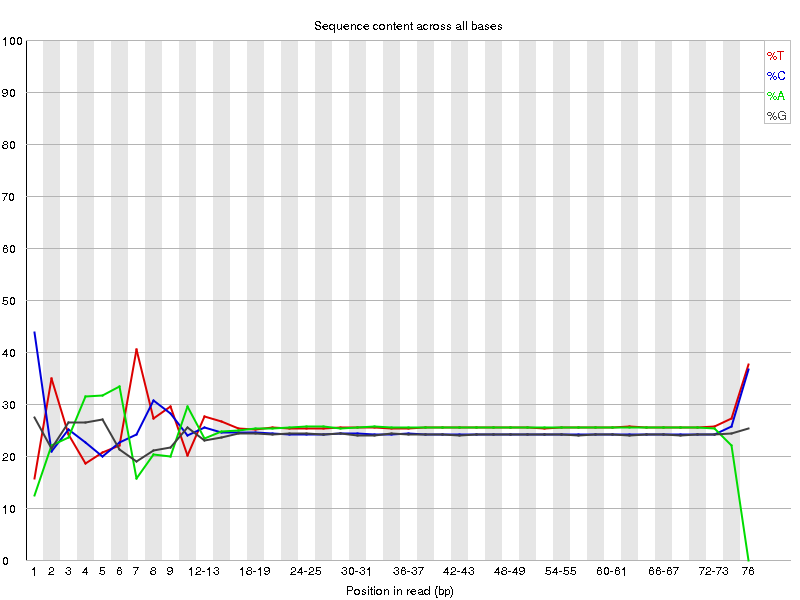 Sequence content across all bases
100
90
80
70
60
50
40
30
20
10
0
%T
%C
%A
%G
1 2 3 4 5 6 7 8 9 12-13 18-19 24-25 30-31 36-37 42-43 48-49 54-55 60-61 66-67 72-73 76
Position in read (bp)